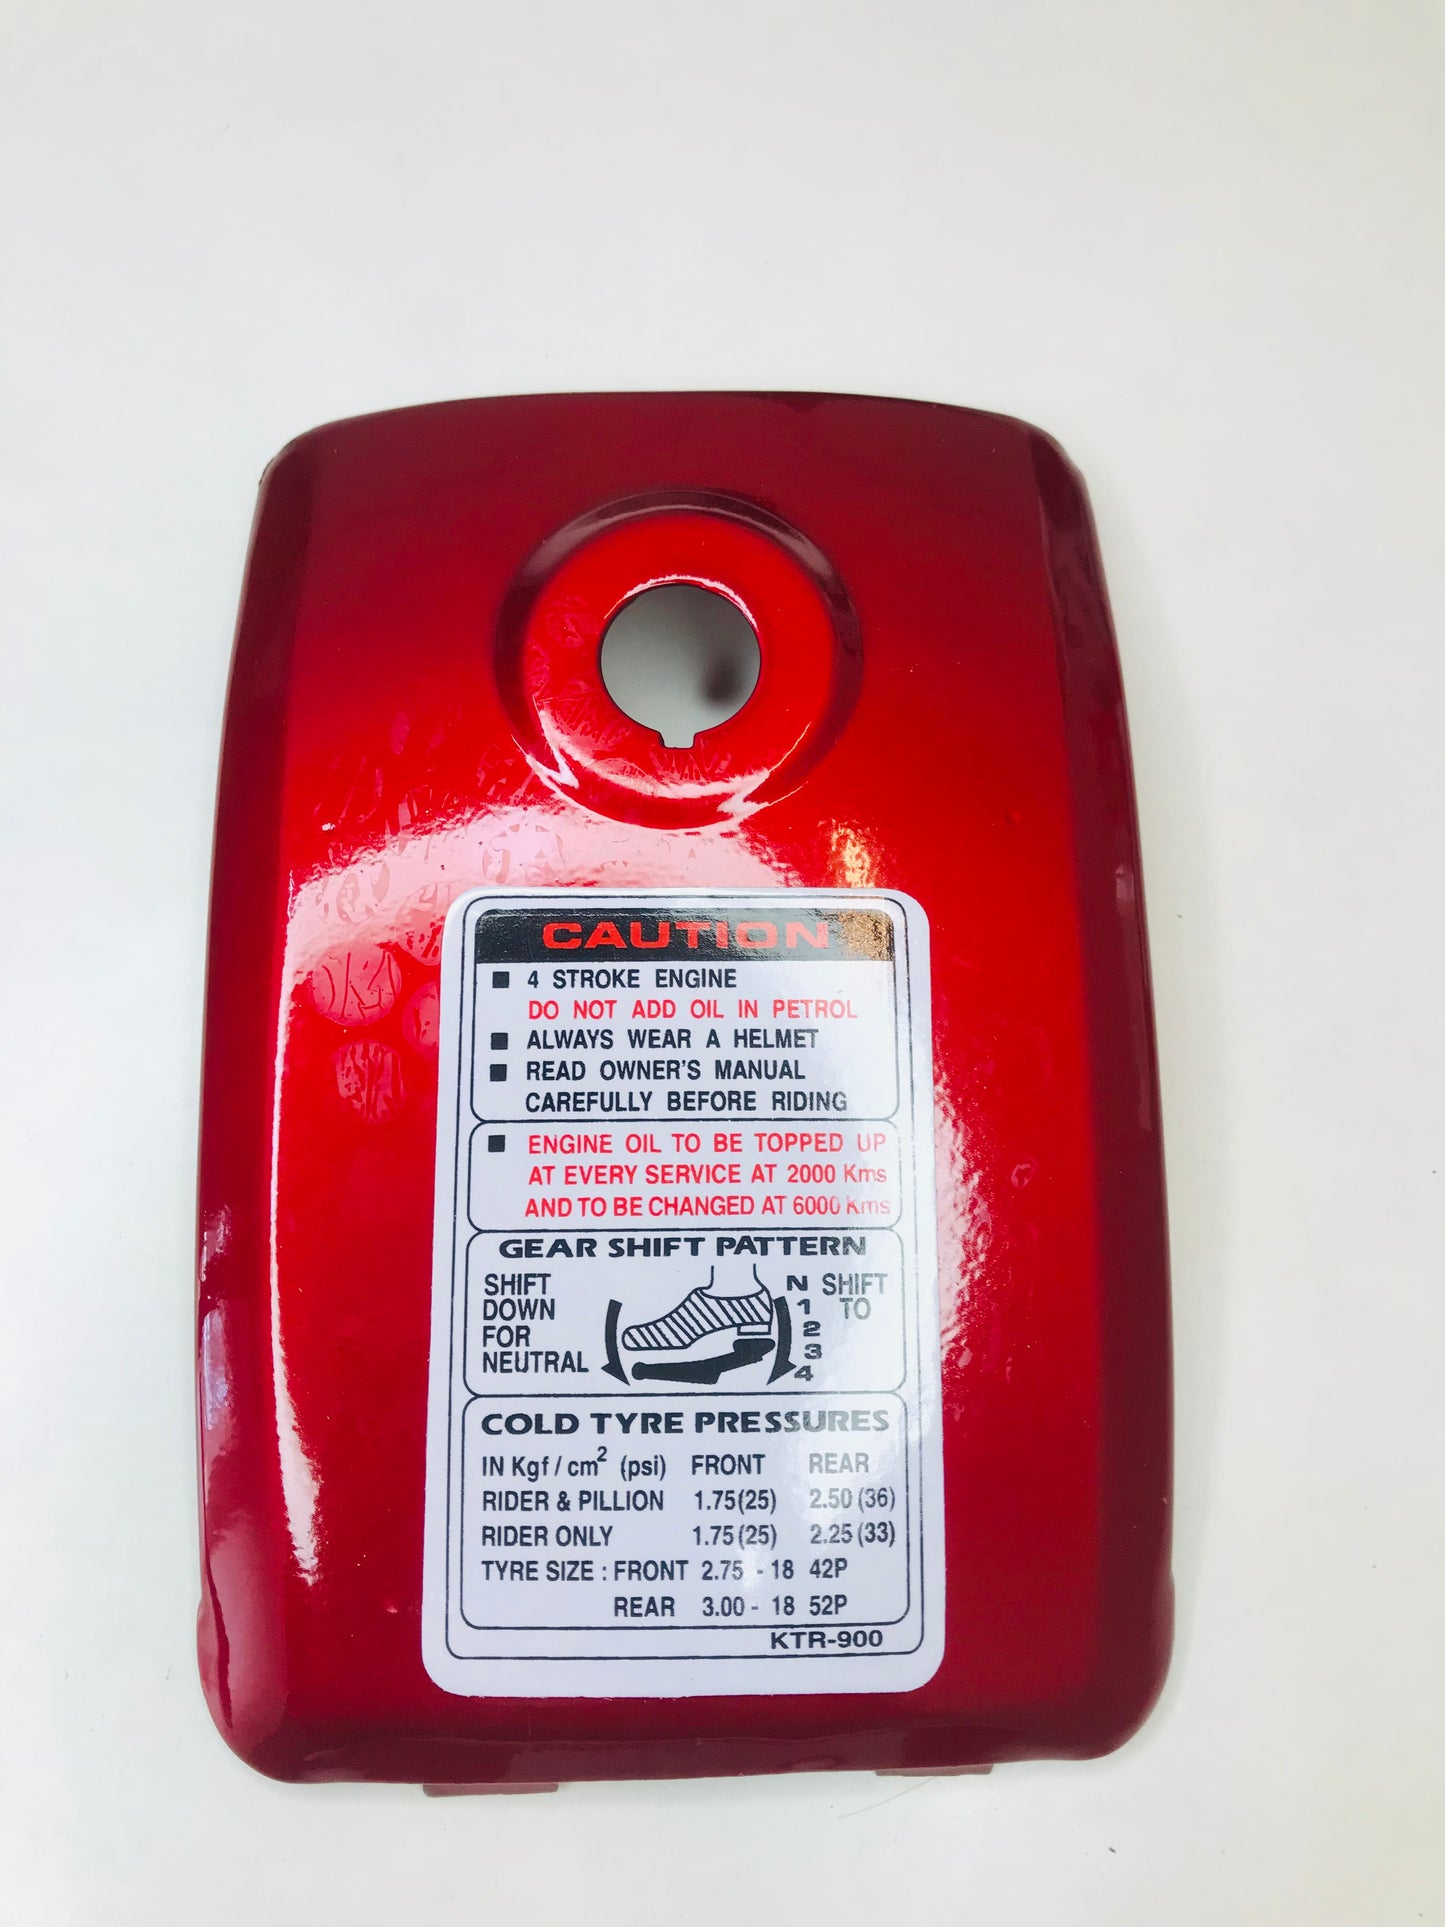 CAUTION
4 STROKE ENGINE
DO NOT ADD OIL IN PETROL
ALWAYS WEAR A HELMET
READ OWNER'S MANUAL
CAREFULLY BEFORE RIDING
ENGINE OIL TO BE TOPPED UP
AT EVERY SERVICE AT 2000 Kms
AND TO BE CHANGED AT 6000 Kms
GEAR SHIFT PATTERN
SHIFT
DOWN
FOR
NEUTRAL
N
1
2
3
4
SHIFT
TO
COLD TYRE PRESSURES
IN Kgf/cm² (psi) FRONT REAR
RIDER & PILLION 1.75(25) 2.50(36)
RIDER ONLY 1.75(25) 2.25(33)
TYRE SIZE : FRONT 2.75 - 18 42P
REAR 3.00 - 18 52P
KTR-900